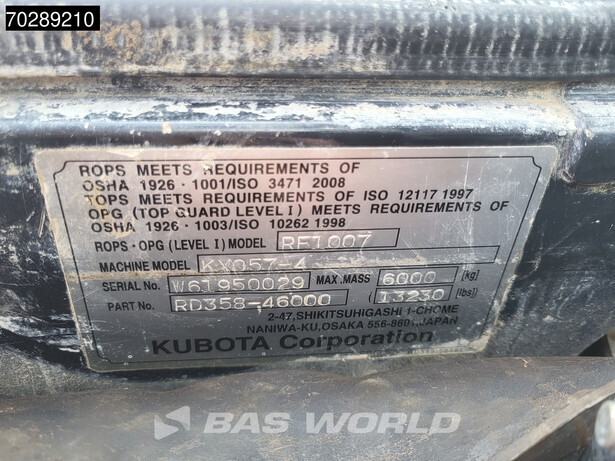 70289210
ROPS MEETS REQUIREMENTS OF
OSHA 1926・1001/ISO 3471 2008
TOPS MEETS REQUIREMENTS OF ISO 12117 1997
OPG (TOP GUARD LEVEL I) MEETS REQUIREMENTS OF
OSHA 1926・1003/ISO 10262 1998
ROPS・OPG (LEVEL I) MODEL RF1007
MACHINE MODEL KX057-4
SERIAL NO. W61950029 MAX.MASS 6000 [kg]
PART NO. RD358-46000 (13230) [lbs]
2-47,SHIKITSUHIGASHI 1-CHOME
NANIWA-KU,OSAKA 556-8601,JAPAN
KUBOTA Corporation
BAS WORLD